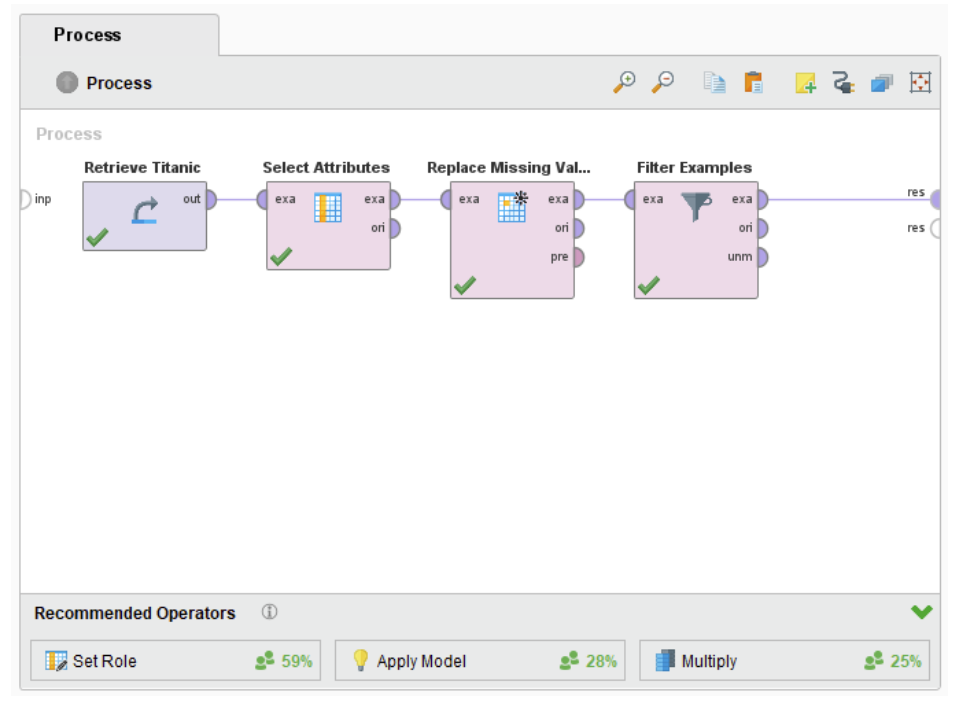 Process
Process
Process
Retrieve Titanic Select Attributes Replace Missing Val... Filter Examples
inp out exa exa exa exa exa exa res
ori ori ori res
pre unm
Recommended Operators
Set Role 59% Apply Model 28% Multiply 25%